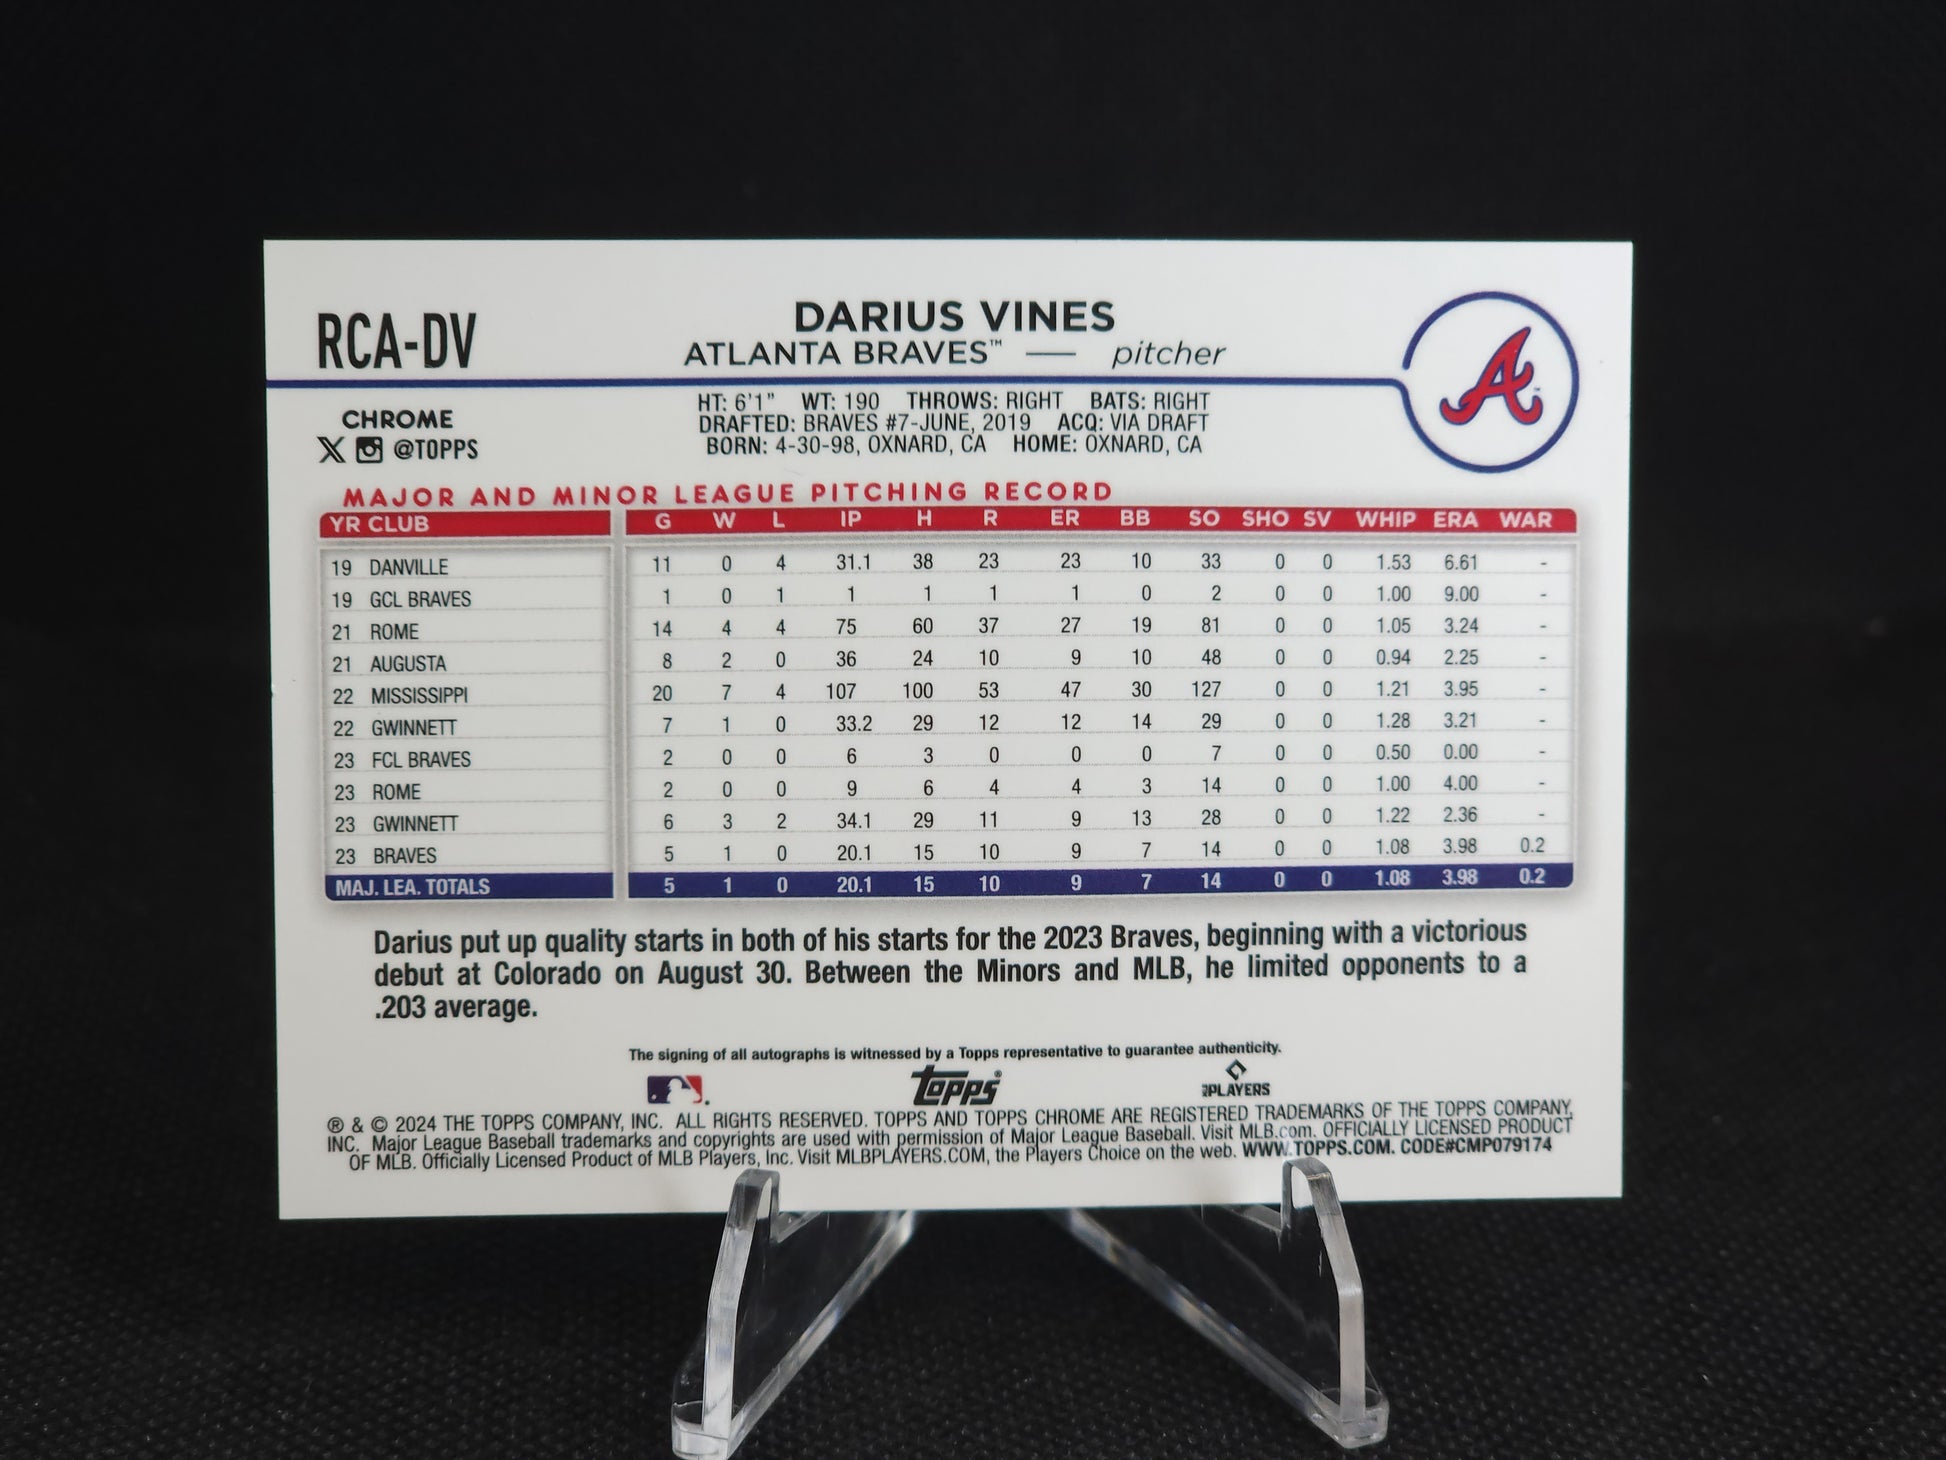 RCA-DV
DARIUS VINES
ATLANTA BRAVES™ — pitcher
A
CHROME
X @TOPPS
HT: 6'1" WT: 190 THROWS: RIGHT BATS: RIGHT
DRAFTED: BRAVES #7-JUNE, 2019 ACQ: VIA DRAFT
BORN: 4-30-98, OXNARD, CA HOME: OXNARD, CA
MAJOR AND MINOR LEAGUE PITCHING RECORD
YR CLUB G W L IP H R ER BB SO SHO SV WHIP ERA WAR
19 DANVILLE 11 0 4 31.1 38 23 23 10 33 0 0 1.53 6.61 -
19 GCL BRAVES 1 0 1 1 1 1 1 0 2 0 0 1.00 9.00 -
21 ROME 14 4 4 75 60 37 27 19 81 0 0 1.05 3.24 -
21 AUGUSTA 8 2 0 36 24 10 9 10 48 0 0 0.94 2.25 -
22 MISSISSIPPI 20 7 4 107 100 53 47 30 127 0 0 1.21 3.95 -
22 GWINNETT 7 1 0 33.2 29 12 12 14 29 0 0 1.28 3.21 -
23 FCL BRAVES 2 0 0 6 3 0 0 0 7 0 0 0.50 0.00 -
23 ROME 2 0 0 9 6 4 4 3 14 0 0 1.00 4.00 -
23 GWINNETT 6 3 2 34.1 29 11 9 13 28 0 0 1.22 2.36 -
23 BRAVES 5 1 0 20.1 15 10 9 7 14 0 0 1.08 3.98 0.2
MAJ. LEA. TOTALS 5 1 0 20.1 15 10 9 7 14 0 0 1.08 3.98 0.2
Darius put up quality starts in both of his starts for the 2023 Braves, beginning with a victorious
debut at Colorado on August 30. Between the Minors and MLB, he limited opponents to a
.203 average.
The signing of all autographs is witnessed by a Topps representative to guarantee authenticity.
Topps® PLAYERS
® & © 2024 THE TOPPS COMPANY, INC. ALL RIGHTS RESERVED. TOPPS AND TOPPS CHROME ARE REGISTERED TRADEMARKS OF THE TOPPS COMPANY,
INC. Major League Baseball trademarks and copyrights are used with permission of Major League Baseball. Visit MLB.com. OFFICIALLY LICENSED PRODUCT
OF MLB. Officially Licensed Product of MLB Players, Inc. Visit MLBPLAYERS.COM, the Players Choice on the web. WWW.TOPPS.COM. CODE#CMP079174